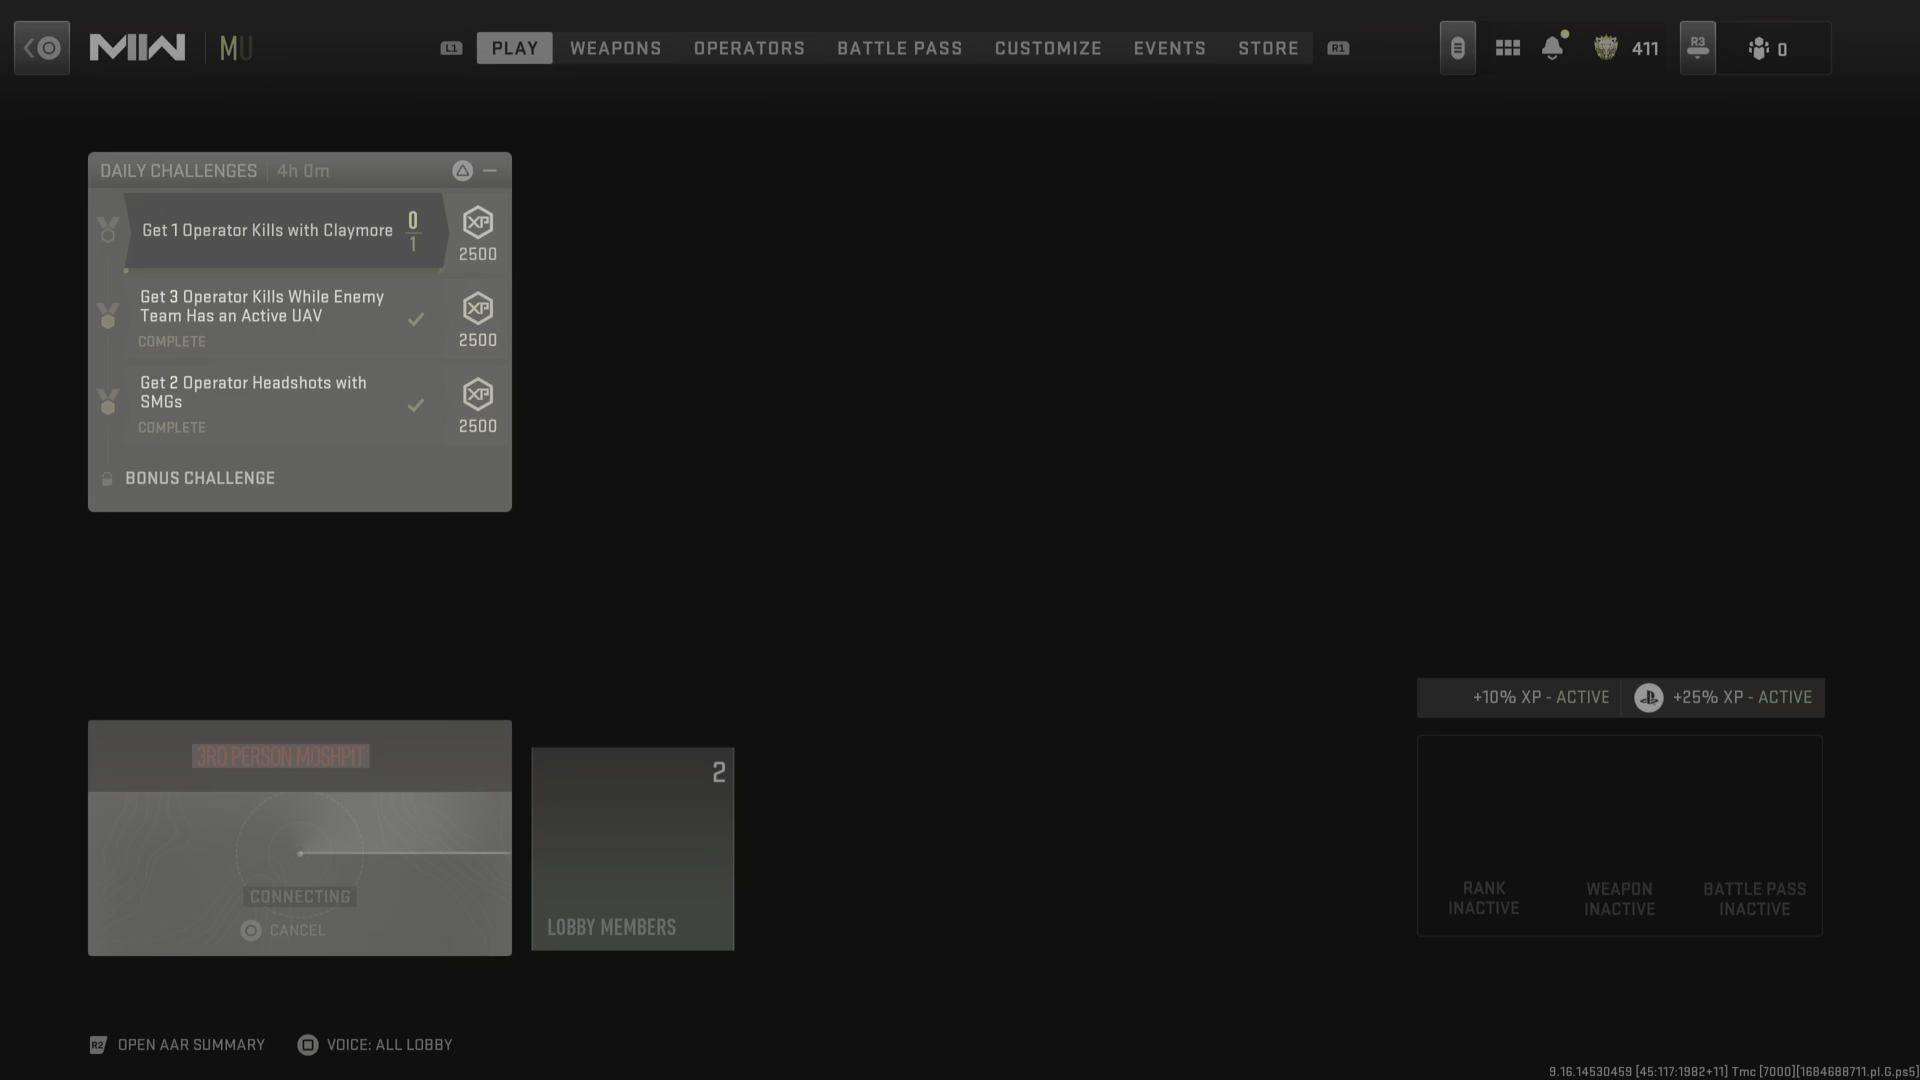 MW MU
L1 PLAY WEAPONS OPERATORS BATTLE PASS CUSTOMIZE EVENTS STORE R1
411 R3 0
DAILY CHALLENGES 4h 0m
Get 1 Operator Kills with Claymore 0
1
XP
2500
Get 3 Operator Kills While Enemy
Team Has an Active UAV
COMPLETE
XP
2500
Get 2 Operator Headshots with
SMGs
COMPLETE
XP
2500
BONUS CHALLENGE
+10% XP - ACTIVE +25% XP - ACTIVE
3RD PERSON MOSHPIT
CONNECTING
CANCEL
2
LOBBY MEMBERS
RANK
INACTIVE
WEAPON
INACTIVE
BATTLE PASS
INACTIVE
R2 OPEN AAR SUMMARY VOICE: ALL LOBBY
9.16.14530459 [45:117:1982+11] Tmc [7000][1684688711.pl.G.ps5]